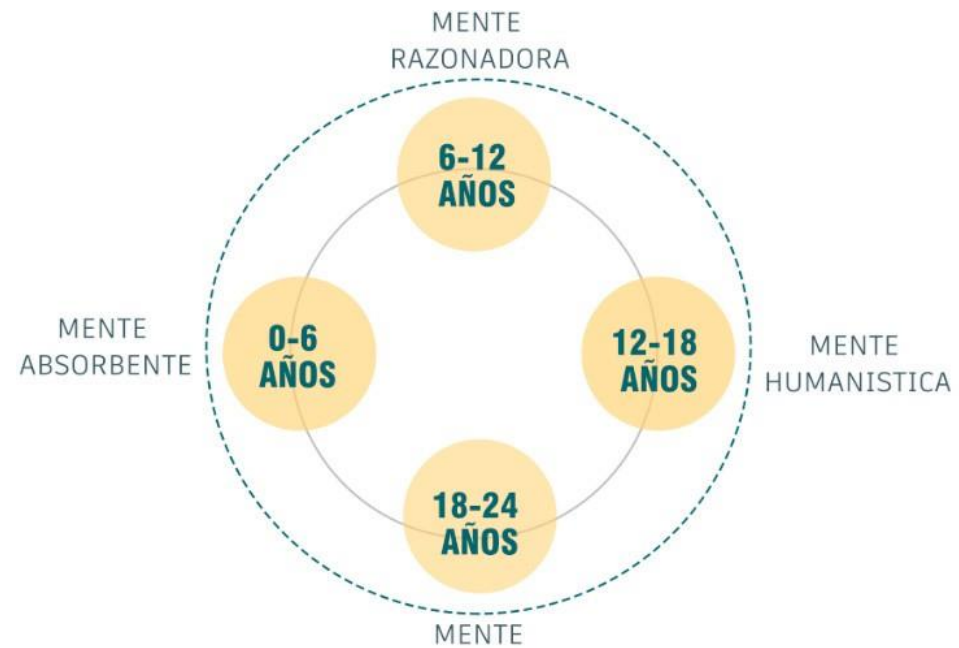 MENTE
RAZONADORA
6-12
AÑOS
MENTE
ABSORBENTE
0-6
AÑOS
12-18
AÑOS
MENTE
HUMANISTICA
18-24
AÑOS
MENTE